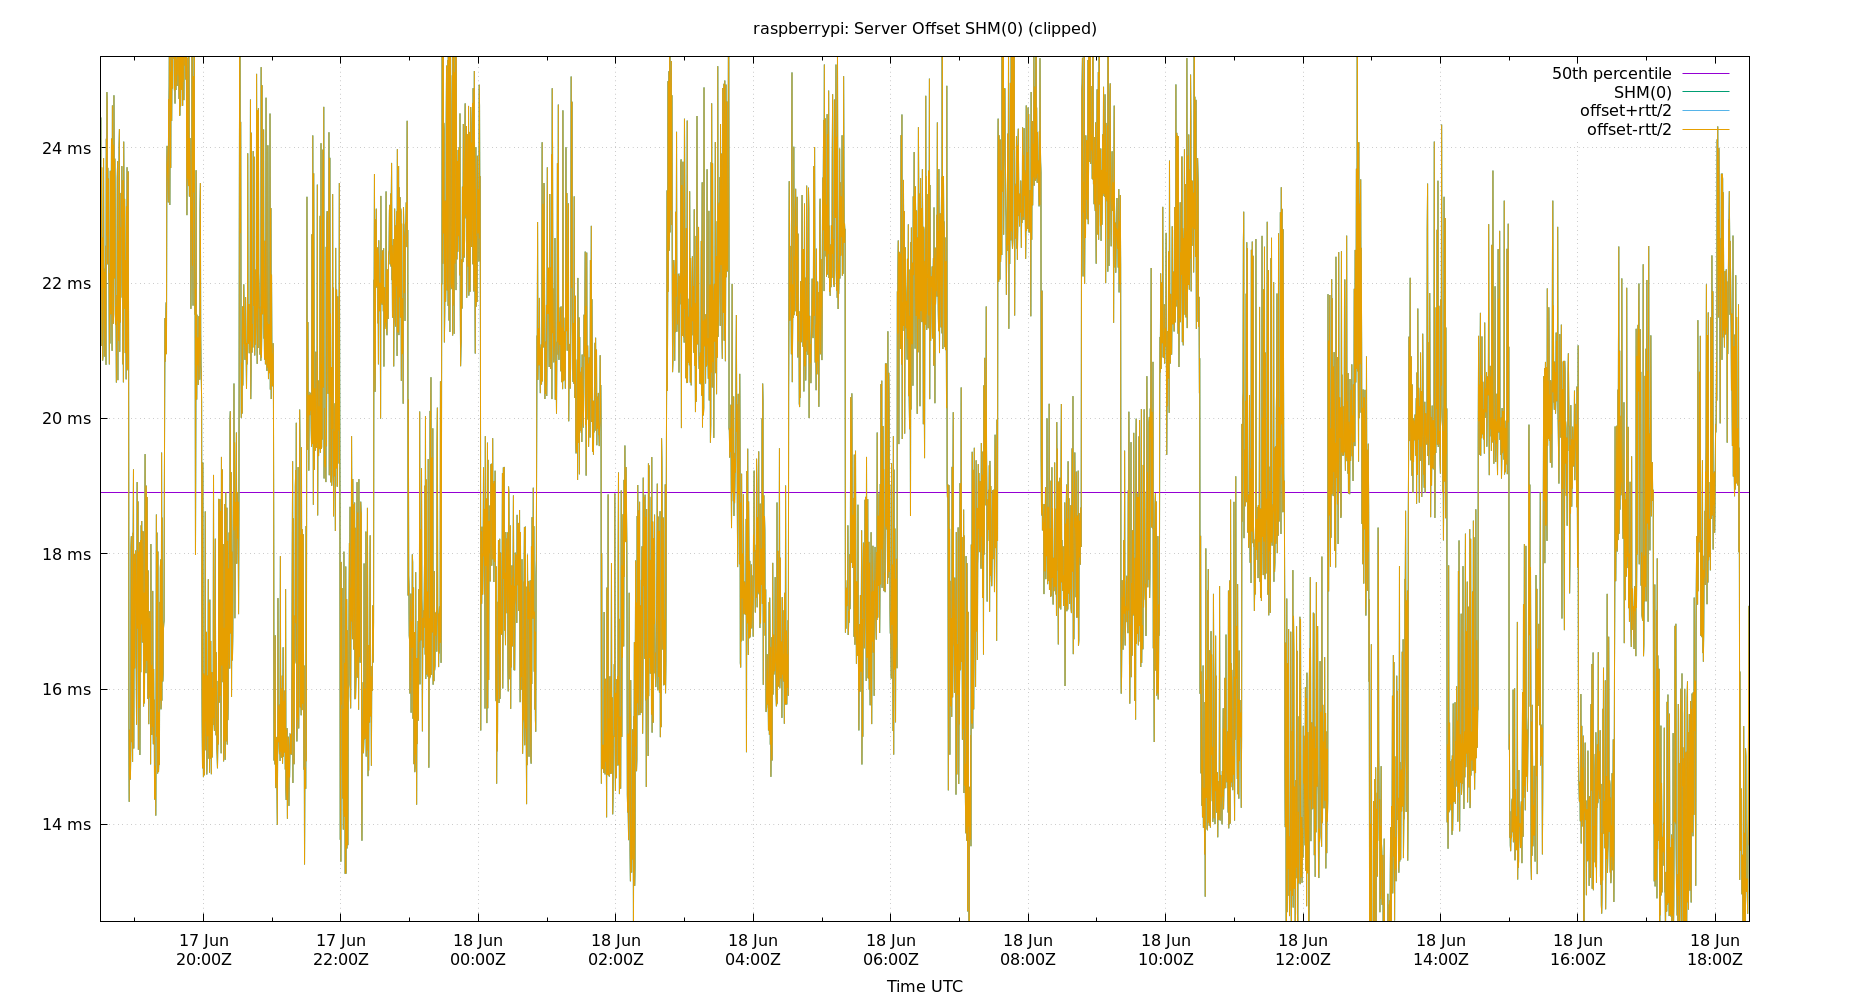 raspberrypi: Server Offset SHM(0) (clipped)
50th percentile
SHM(0)
offset+rtt/2
offset-rtt/2
24 ms
22 ms
20 ms
18 ms
16 ms
14 ms
17 Jun 17 Jun 18 Jun 18 Jun 18 Jun 18 Jun 18 Jun 18 Jun 18 Jun 18 Jun 18 Jun 18 Jun
20:00Z 22:00Z 00:00Z 02:00Z 04:00Z 06:00Z 08:00Z 10:00Z 12:00Z 14:00Z 16:00Z 18:00Z
Time UTC